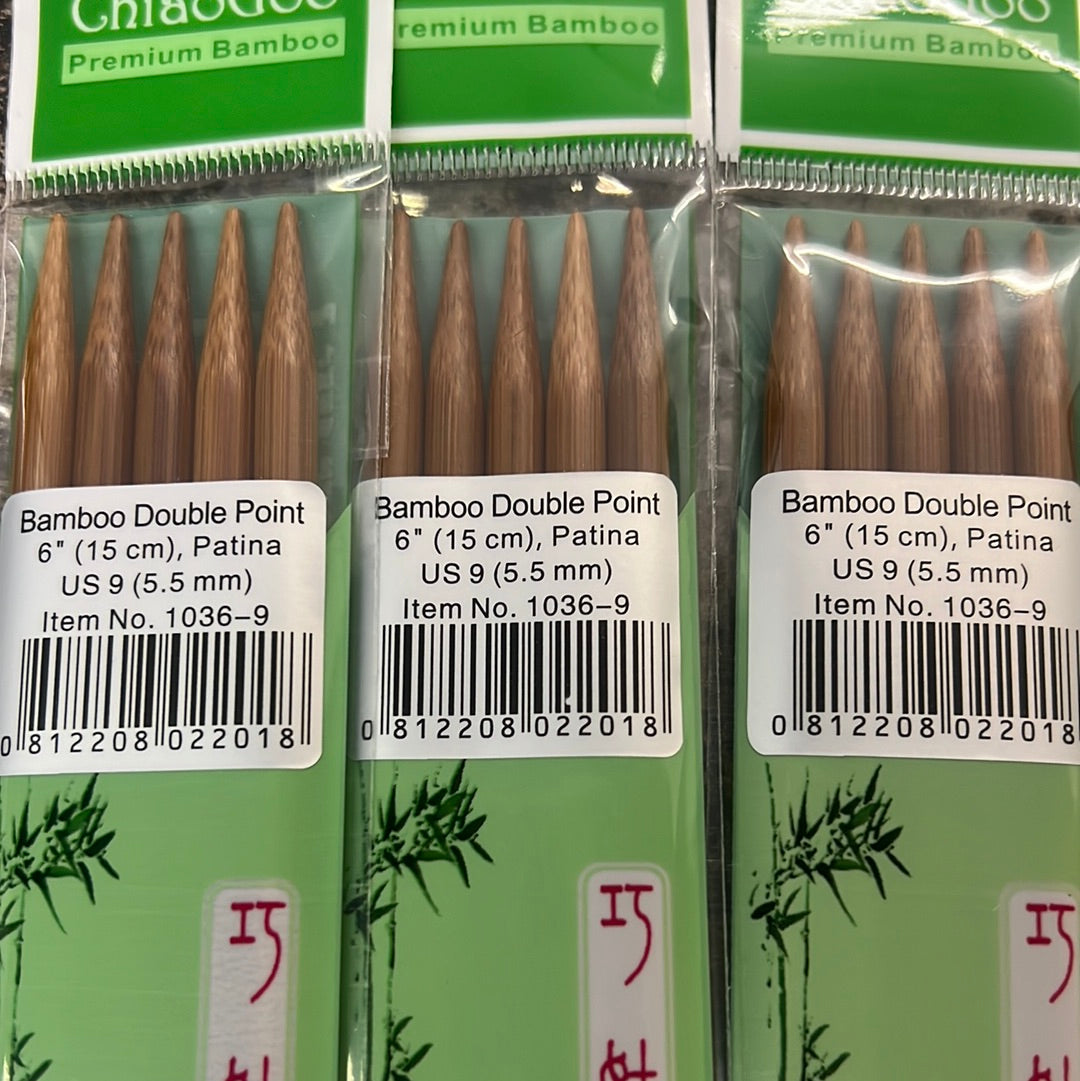 ChiaoGoo
Premium Bamboo
Bamboo Double Point
6" (15 cm), Patina
US 9 (5.5 mm)
Item No. 1036-9
0 812208 022018
巧
remium Bamboo
Bamboo Double Point
6" (15 cm), Patina
US 9 (5.5 mm)
Item No. 1036-9
0 812208 022018
巧
Premium Bamboo
Bamboo Double Point
6" (15 cm), Patina
US 9 (5.5 mm)
Item No. 1036-9
0 812208 022018
巧